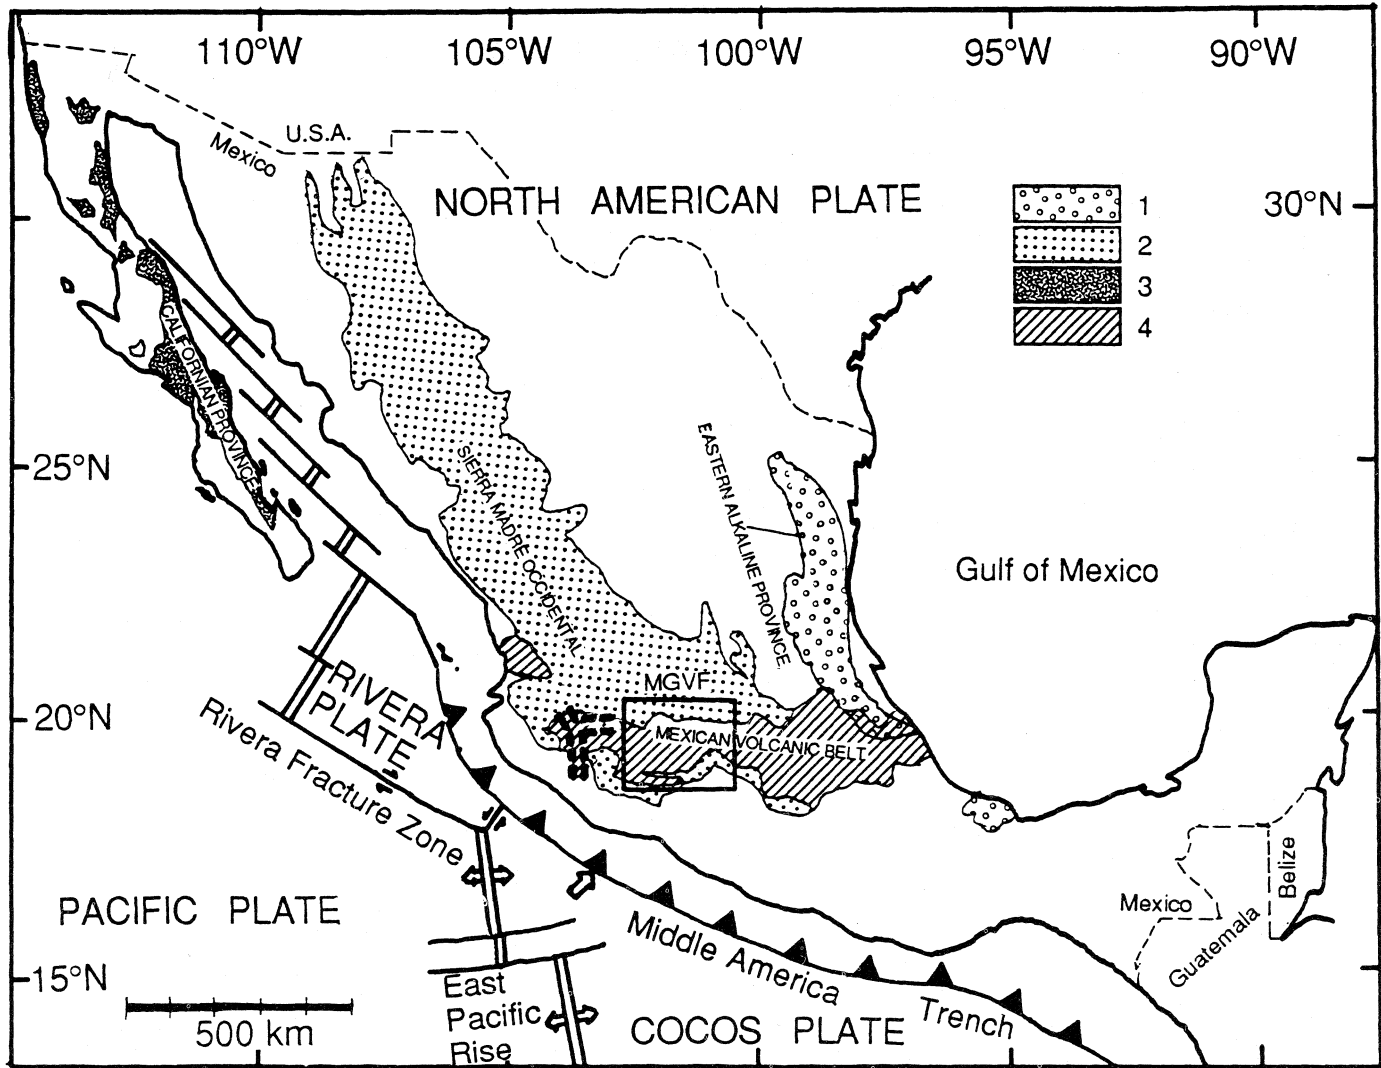 110°W 105°W 100°W 95°W 90°W
U.S.A.
Mexico
NORTH AMERICAN PLATE
30°N
1
2
3
4
CALIFORNIAN PROVINCE
25°N
SIERRA MADRE OCCIDENTAL
EASTERN ALKALINE PROVINCE
Gulf of Mexico
MGVF
RIVERA
PLATE
20°N
MEXICAN VOLCANIC BELT
Rivera Fracture Zone
Belize
Mexico
Guatemala
PACIFIC PLATE
Middle America
Trench
15°N
East
Pacific
Rise
500 km
COCOS PLATE